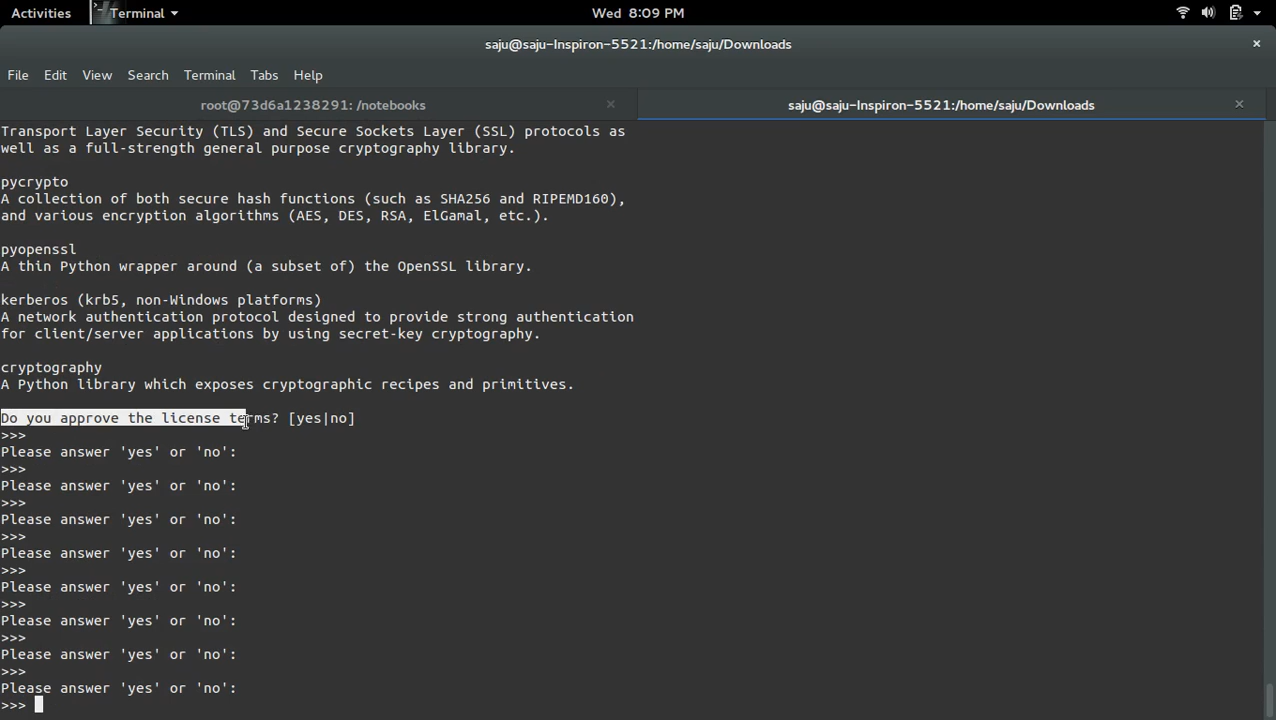 Activities
Terminal
Wed 8:09 PM
saju@saju-Inspiron-5521:/home/saju/Downloads
File Edit View Search Terminal Tabs Help
root@73d6a1238291: /notebooks
saju@saju-Inspiron-5521:/home/saju/Downloads
Transport Layer Security (TLS) and Secure Sockets Layer (SSL) protocols as
well as a full-strength general purpose cryptography library.
pycrypto
A collection of both secure hash functions (such as SHA256 and RIPEMD160),
and various encryption algorithms (AES, DES, RSA, ElGamal, etc.).
pyopenssl
A thin Python wrapper around (a subset of) the OpenSSL library.
kerberos (krb5, non-Windows platforms)
A network authentication protocol designed to provide strong authentication
for client/server applications by using secret-key cryptography.
cryptography
A Python library which exposes cryptographic recipes and primitives.
Do you approve the license terms? [yes|no]
>>>
Please answer 'yes' or 'no':
>>>
Please answer 'yes' or 'no':
>>>
Please answer 'yes' or 'no':
>>>
Please answer 'yes' or 'no':
>>>
Please answer 'yes' or 'no':
>>>
Please answer 'yes' or 'no':
>>>
Please answer 'yes' or 'no':
>>>
Please answer 'yes' or 'no':
>>>